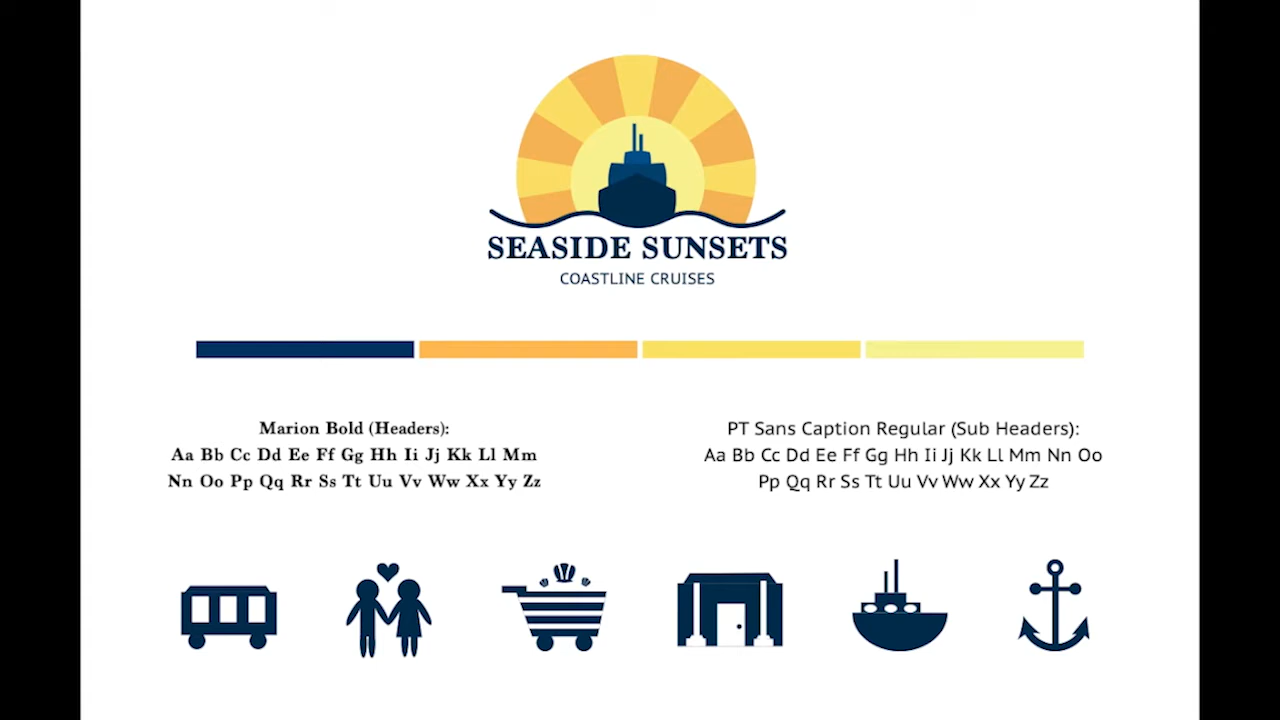 SEASIDE SUNSETS
COASTLINE CRUISES
Marion Bold (Headers):
Aa Bb Cc Dd Ee Ff Gg Hh Ii Jj Kk Ll Mm
Nn Oo Pp Qq Rr Ss Tt Uu Vv Ww Xx Yy Zz
PT Sans Caption Regular (Sub Headers):
Aa Bb Cc Dd Ee Ff Gg Hh Ii Jj Kk Ll Mm Nn Oo
Pp Qq Rr Ss Tt Uu Vv Ww Xx Yy Zz